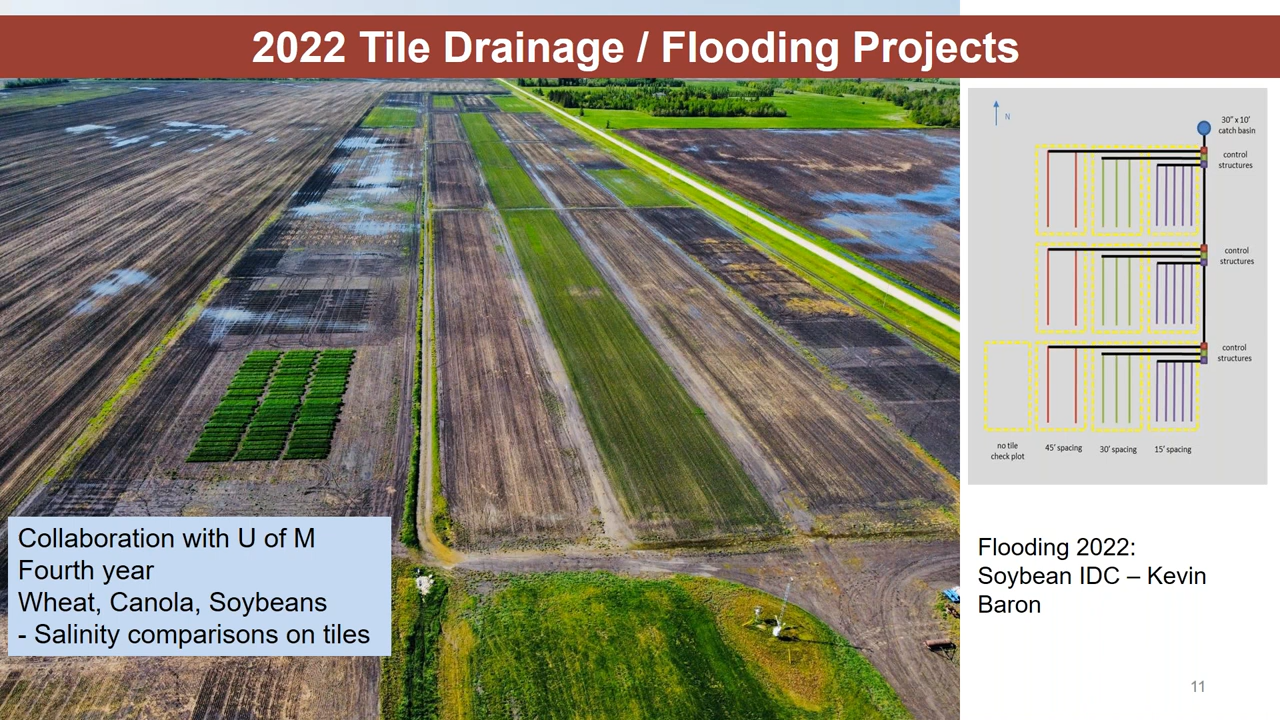 2022 Tile Drainage / Flooding Projects
N
30" x 10'
catch basin
control
structures
control
structures
control
structures
no tile
check plot
45' spacing
30' spacing
15' spacing
Collaboration with U of M
Fourth year
Wheat, Canola, Soybeans
- Salinity comparisons on tiles
Flooding 2022:
Soybean IDC – Kevin
Baron
11